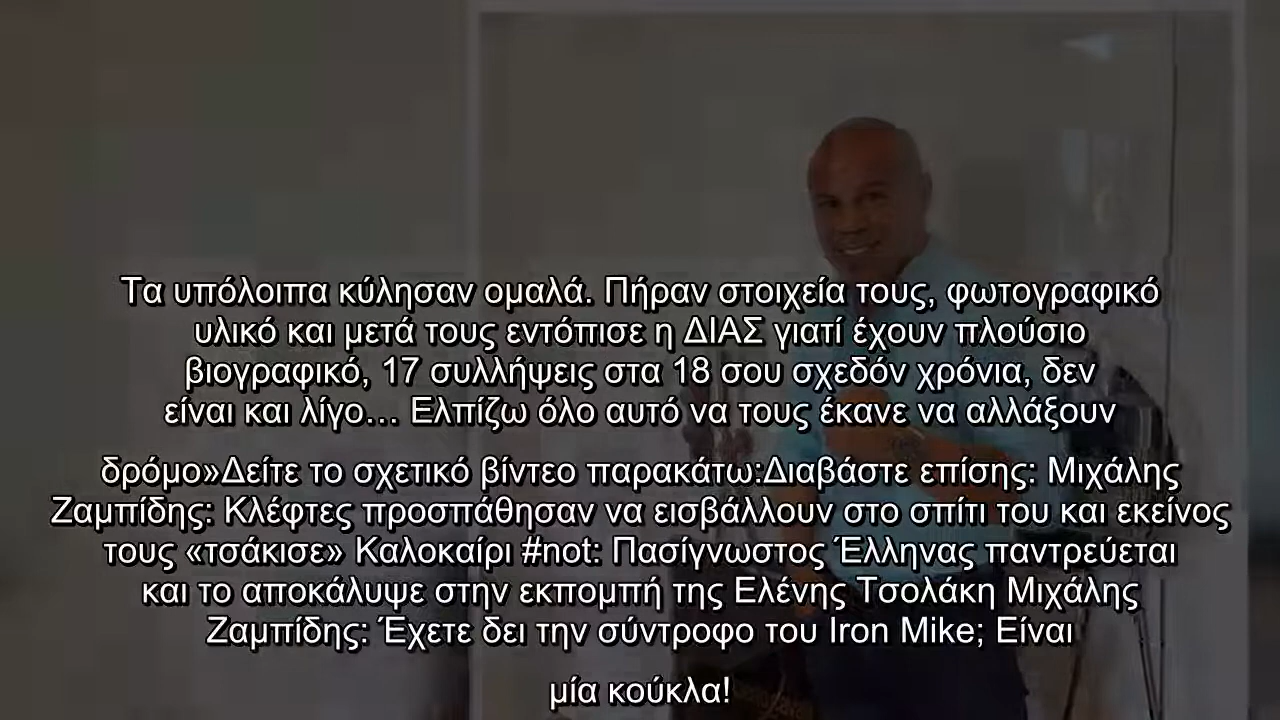 Τα υπόλοιπα κύλησαν ομαλά. Πήραν στοιχεία τους, φωτογραφικό
υλικό και μετά τους εντόπισε η ΔΙΑΣ γιατί έχουν πλούσιο
βιογραφικό, 17 συλλήψεις στα 18 σου σχεδόν χρόνια, δεν
είναι και λίγο… Ελπίζω όλο αυτό να τους έκανε να αλλάξουν
δρόμο»Δείτε το σχετικό βίντεο παρακάτω:Διαβάστε επίσης: Μιχάλης
Ζαμπίδης: Κλέφτες προσπάθησαν να εισβάλλουν στο σπίτι του και εκείνος
τους «τσάκισε» Καλοκαίρι #not: Πασίγνωστος Έλληνας παντρεύεται
και το αποκάλυψε στην εκπομπή της Ελένης Τσολάκη Μιχάλης
Ζαμπίδης: Έχετε δει την σύντροφο του Iron Mike; Είναι
μία κούκλα!